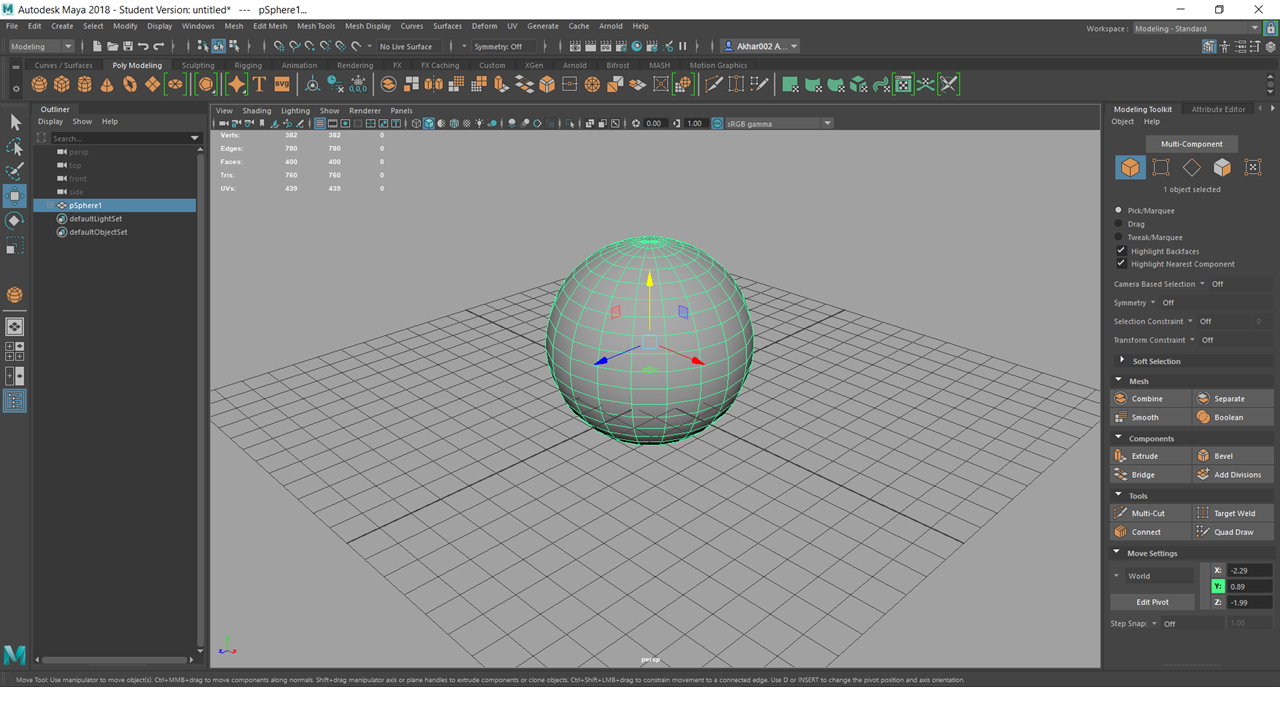 Autodesk Maya 2018 - Student Version: untitled*   ---   pSphere1...
File Edit Create Select Modify Display Windows Mesh Edit Mesh Mesh Tools Mesh Display Curves Surfaces Deform UV Generate Cache Arnold Help
Workspace: Modeling - Standard
Modeling No Live Surface Symmetry: Off Akhar002 A...
Curves / Surfaces Poly Modeling Sculpting Rigging Animation Rendering FX FX Caching Custom XGen Arnold Bifrost MASH Motion Graphics
SVG
0,0,0
Outliner
Display Show Help
Search...
persp
top
front
side
pSphere1
defaultLightSet
defaultObjectSet
View Shading Lighting Show Renderer Panels
0.00 1.00 sRGB gamma
Verts: 382 382 0
Edges: 780 780 0
Faces: 400 400 0
Tris: 760 760 0
UVs: 439 439 0
persp
Y
Z X
Modeling Toolkit Attribute Editor
Object Help
Multi-Component
1 object selected
Pick/Marquee
Drag
Tweak/Marquee
Highlight Backfaces
Highlight Nearest Component
Camera Based Selection Off
Symmetry Off
Selection Constraint Off 0
Transform Constraint Off
Soft Selection
Mesh
Combine Separate
Smooth Boolean
Components
Extrude Bevel
Bridge Add Divisions
Tools
Multi-Cut Target Weld
Connect Quad Draw
Move Settings
X: -2.29
World
Y: 0.89
Edit Pivot Z: -1.99
Step Snap: Off 1.00
Move Tool: Use manipulator to move object(s). Ctrl+MMB+drag to move components along normals. Shift+drag manipulator axis or plane handles to extrude components or clone objects. Ctrl+Shift+LMB+drag to constrain movement to a connected edge. Use D or INSERT to change the pivot position and axis orientation.